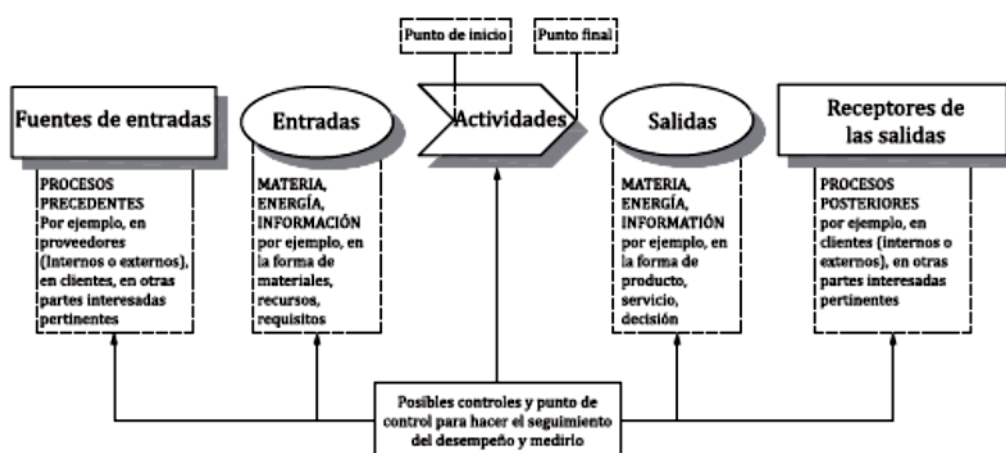 Punto de inicio
Punto final
Fuentes de entradas
Entradas
Actividades
Salidas
Receptores de
las salidas
PROCESOS
PRECEDENTES
Por ejemplo, en
proveedores
(Internos o externos),
en clientes, en otras
partes interesadas
pertinentes
MATERIA,
ENERGÍA,
INFORMACIÓN
por ejemplo, en
la forma de
materiales,
recursos,
requisitos
MATERIA,
ENERGÍA,
INFORMATIÓN
por ejemplo, en
la forma de
producto,
servicio,
decisión
PROCESOS
POSTERIORES
por ejemplo, en
clientes (internos o
externos), en otras
partes interesadas
pertinentes
Posibles controles y punto de
control para hacer el seguimiento
del desempeño y medirlo